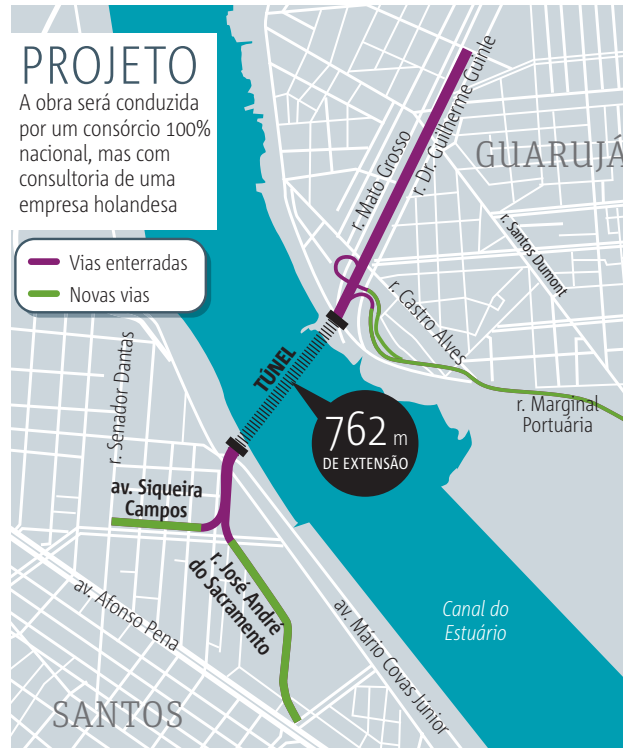 PROJETO
A obra será conduzida
por um consórcio 100%
nacional, mas com
consultoria de uma
empresa holandesa
Vias enterradas
Novas vias
GUARUJÁ
r. Mato Grosso
r. Dr. Guilherme Guinle
r. Santos Dumont
r. Castro Alves
r. Marginal
Portuária
TÚNEL
762 m
DE EXTENSÃO
r. Senador Dantas
av. Siqueira
Campos
r. José André
do Sacramento
av. Afonso Pena
av. Mário Covas Júnior
Canal do
Estuário
SANTOS